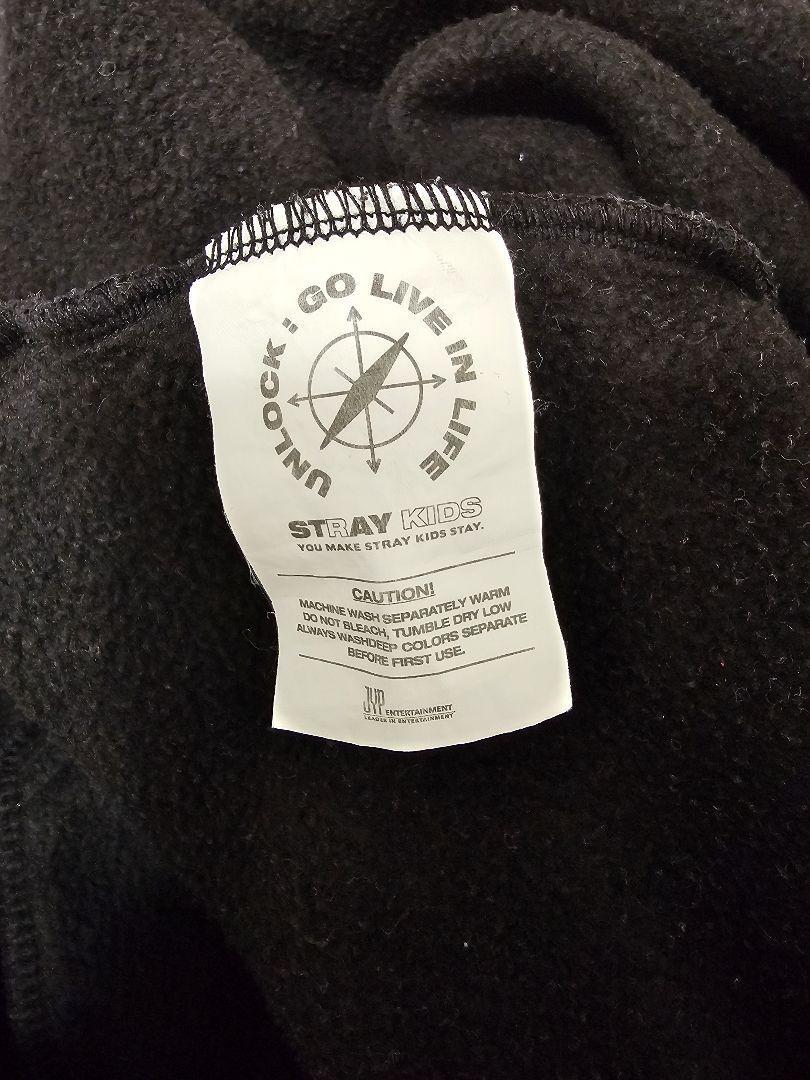 UNLOCK : GO LIVE IN LIFE
STRAY KIDS
YOU MAKE STRAY KIDS STAY.
CAUTION!
MACHINE WASH SEPARATELY WARM
DO NOT BLEACH, TUMBLE DRY LOW
ALWAYS WASHDEEP COLORS SEPARATE
BEFORE FIRST USE.
JYP ENTERTAINMENT
LEADER IN ENTERTAINMENT